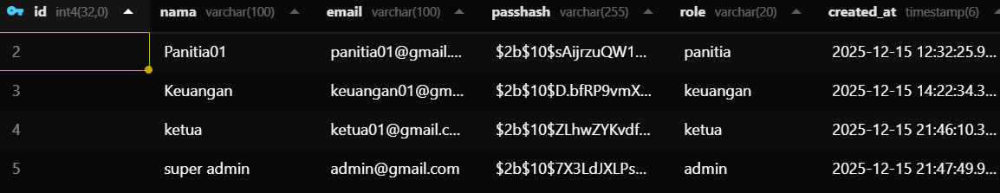 id int4(32,0) nama varchar(100) email varchar(100) passhash varchar(255) role varchar(20) created_at timestamp(6)
2 Panitia01 panitia01@gmail.... $2b$10$sAijrzuQW1... panitia 2025-12-15 12:32:25.9...
3 Keuangan keuangan01@gm... $2b$10$D.bfRP9vmX... keuangan 2025-12-15 14:22:34.3...
4 ketua ketua01@gmail.c... $2b$10$ZLhwZYKvdf... ketua 2025-12-15 21:46:10.3...
5 super admin admin@gmail.com $2b$10$7X3LdJXLPs... admin 2025-12-15 21:47:49.9...